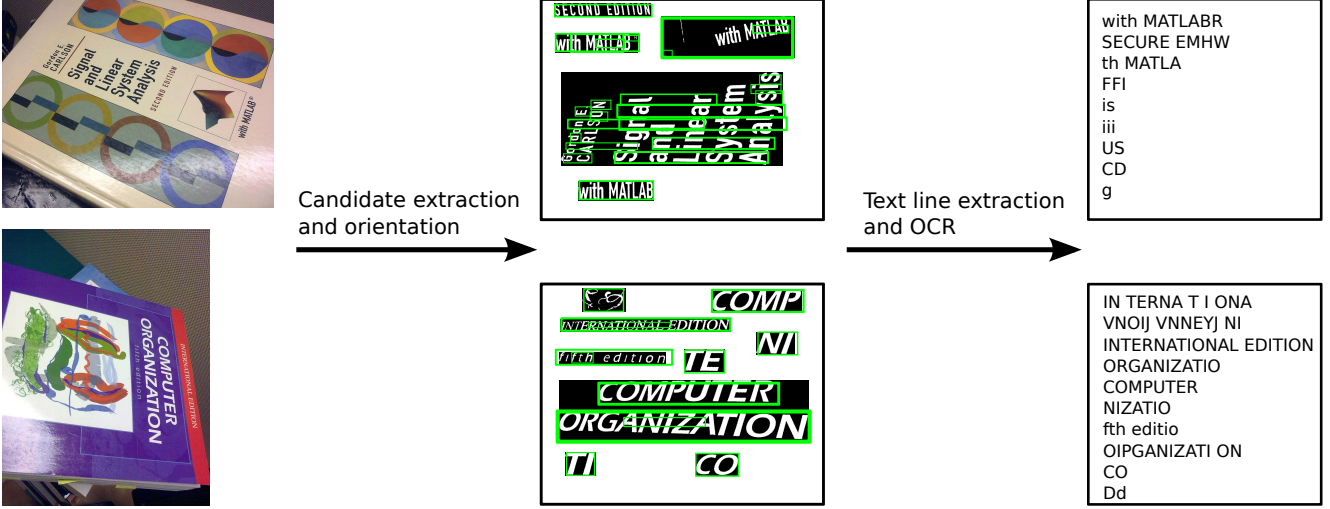 Gordon E.
CARLSON
Signal
and
Linear
System
Analysis
SECOND EDITION
with MATLAB®
INTERNATIONAL EDITION
COMPUTER
ORGANIZATION
fifth edition
Candidate extraction
and orientation
SECOND EDITION
with MATLAB
with MATLAB
Gordon E.
CARLSON
Signal
and
Linear
System
Analysis
with MATLAB
COMP
INTERNATIONAL EDITION
NI
fifth edition
TE
COMPUTER
ORGANIZATION
TI
CO
Text line extraction
and OCR
with MATLABR
SECURE EMHW
th MATLA
FFI
is
iii
US
CD
g
IN TERNA T I ONA
VNOIJ VNNEYJ NI
INTERNATIONAL EDITION
ORGANIZATIO
COMPUTER
NIZATIO
fth editio
OIPGANIZATI ON
CO
Dd